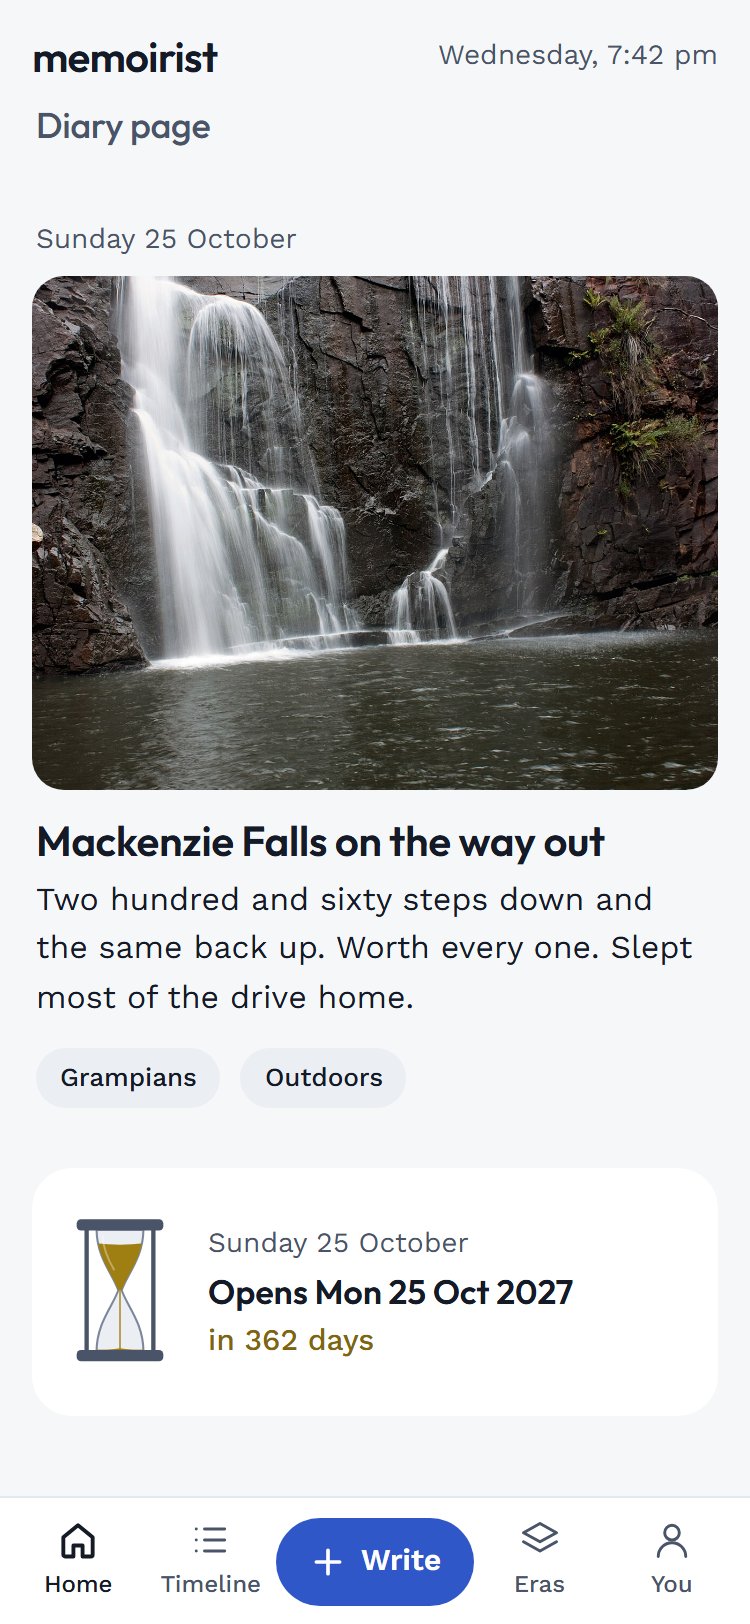 memoirist
Wednesday, 7:42 pm
Diary page
Sunday 25 October
Mackenzie Falls on the way out
Two hundred and sixty steps down and
the same back up. Worth every one. Slept
most of the drive home.
Grampians
Outdoors
Sunday 25 October
Opens Mon 25 Oct 2027
in 362 days
Home
Timeline
+ Write
Eras
You